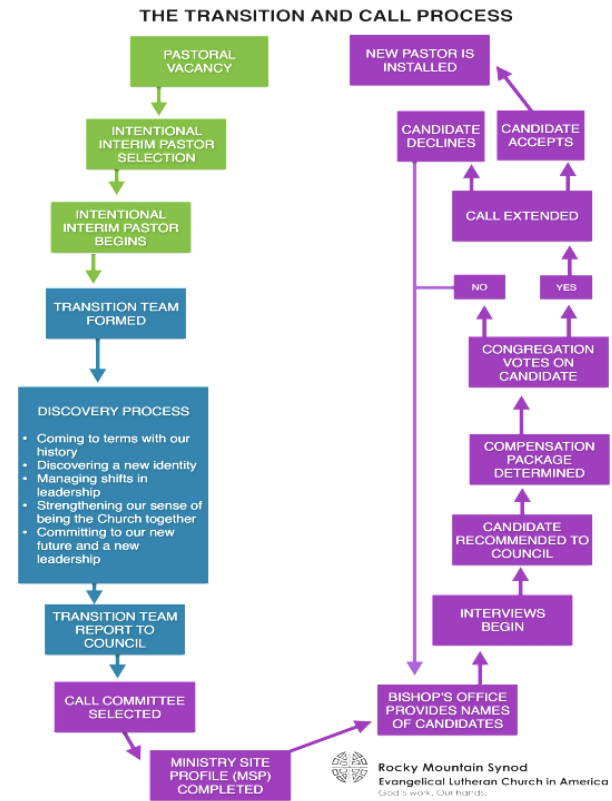 THE TRANSITION AND CALL PROCESS
PASTORAL
VACANCY
INTENTIONAL
INTERIM PASTOR
SELECTION
INTENTIONAL
INTERIM PASTOR
BEGINS
TRANSITION TEAM
FORMED
DISCOVERY PROCESS
• Coming to terms with our
history
• Discovering a new identity
• Managing shifts in
leadership
• Strengthening our sense of
being the Church together
• Committing to our new
future and a new
leadership
TRANSITION TEAM
REPORT TO
COUNCIL
CALL COMMITTEE
SELECTED
MINISTRY SITE
PROFILE (MSP)
COMPLETED
BISHOP'S OFFICE
PROVIDES NAMES
OF CANDIDATES
INTERVIEWS
BEGIN
CANDIDATE
RECOMMENDED TO
COUNCIL
COMPENSATION
PACKAGE
DETERMINED
CONGREGATION
VOTES ON
CANDIDATE
NO
YES
CALL EXTENDED
CANDIDATE
DECLINES
CANDIDATE
ACCEPTS
NEW PASTOR IS
INSTALLED
Rocky Mountain Synod
Evangelical Lutheran Church in America
God's work. Our hands.